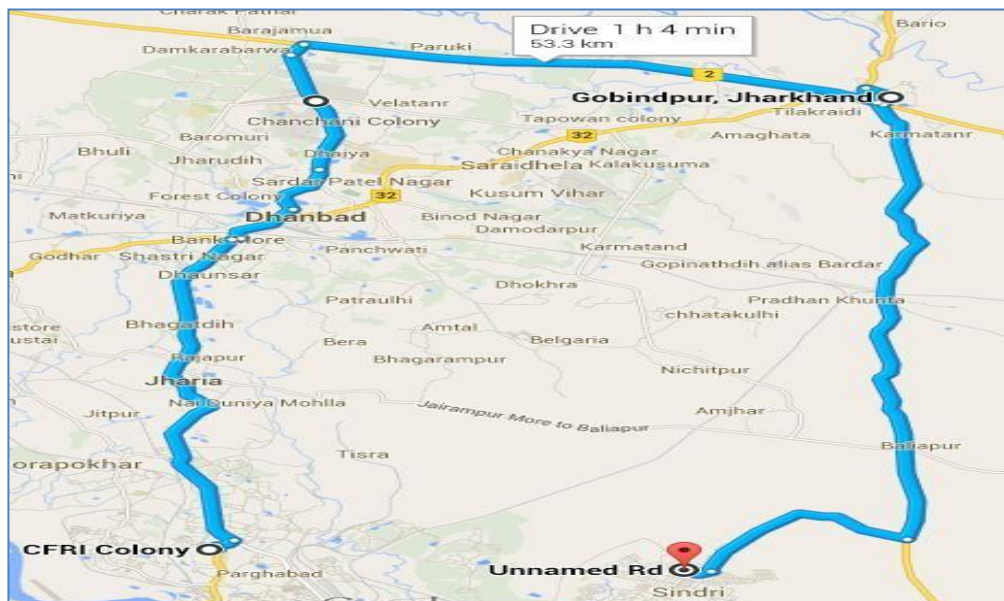 Charak Pathar
Barajamua
Damkarabarwa
Paruki
Drive 1 h 4 min
53.3 km
Bario
2
Gobindpur, Jharkhand
Velatanr
Chanchani Colony
Tapowan colony
Tilakraidi
Karmatanr
Baromuri
32
Amaghata
Bhuli
Jharudih
Dhaiya
Chanakya Nagar
Saraidhela
Kalakusuma
Sardar Patel Nagar
Forest Colony
32
Kusum Vihar
Matkuriya
Dhanbad
Binod Nagar
Damodarpur
Bank More
Panchwati
Karmatand
Godhar
Shastri Nagar
Gopinathdih alias Bardar
Dhaunsar
Dhokhra
Patraulhi
Pradhan Khunta
chhatakulhi
store
ustai
Bhagatdih
Amtal
Bera
Belgaria
Rajapur
Bhagarampur
Nichitpur
Jharia
Jitpur
Nai Duniya Mohlla
Jairampur More to Baliapur
Amjhar
Baliapur
orapokhar
Tisra
CFRI Colony
Unnamed Rd
Parghabad
Sindri